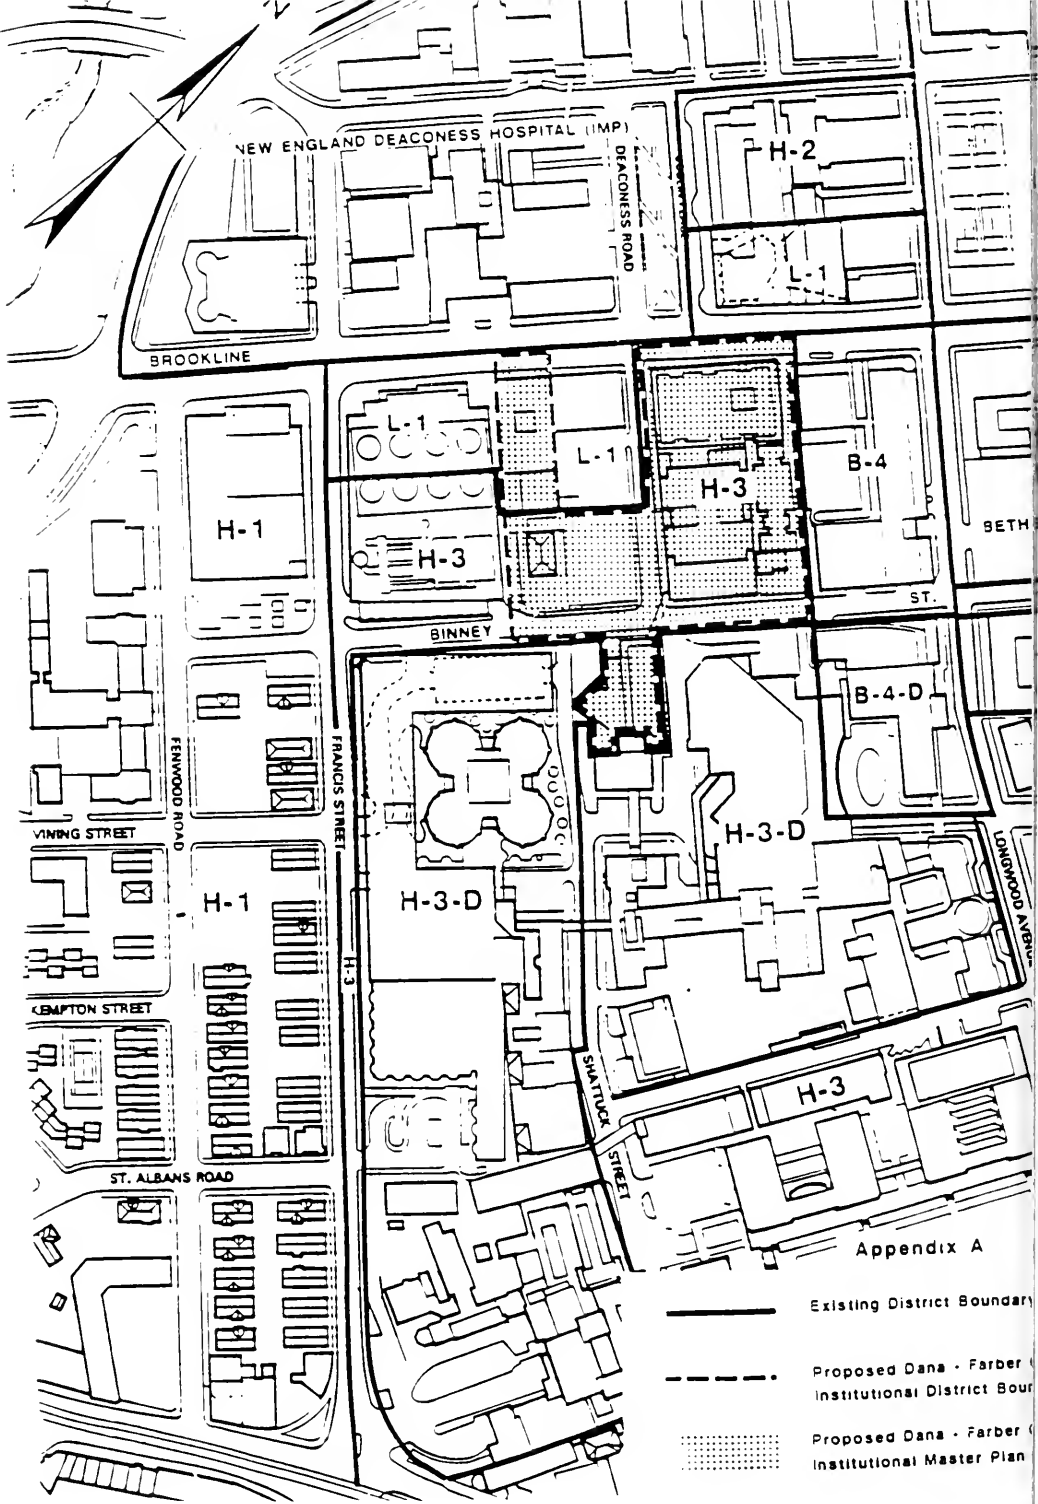 NEW ENGLAND DEACONESS HOSPITAL (IMP)
DEACONESS ROAD
H-2
L-1
BROOKLINE
L-1
L-1
H-3
B-4
H-1
H-3
BETH
BINNEY
ST.
B-4-D
FENWOOD ROAD
FRANCIS STREET
VINING STREET
H-3-D
LONGWOOD AVENUE
H-1
H-3-D
H-3
KEMPTON STREET
SHATTUCK STREET
H-3
ST. ALBANS ROAD
Appendix A
Existing District Boundary
Proposed Dana - Farber
Institutional District Boun
Proposed Dana - Farber
Institutional Master Plan